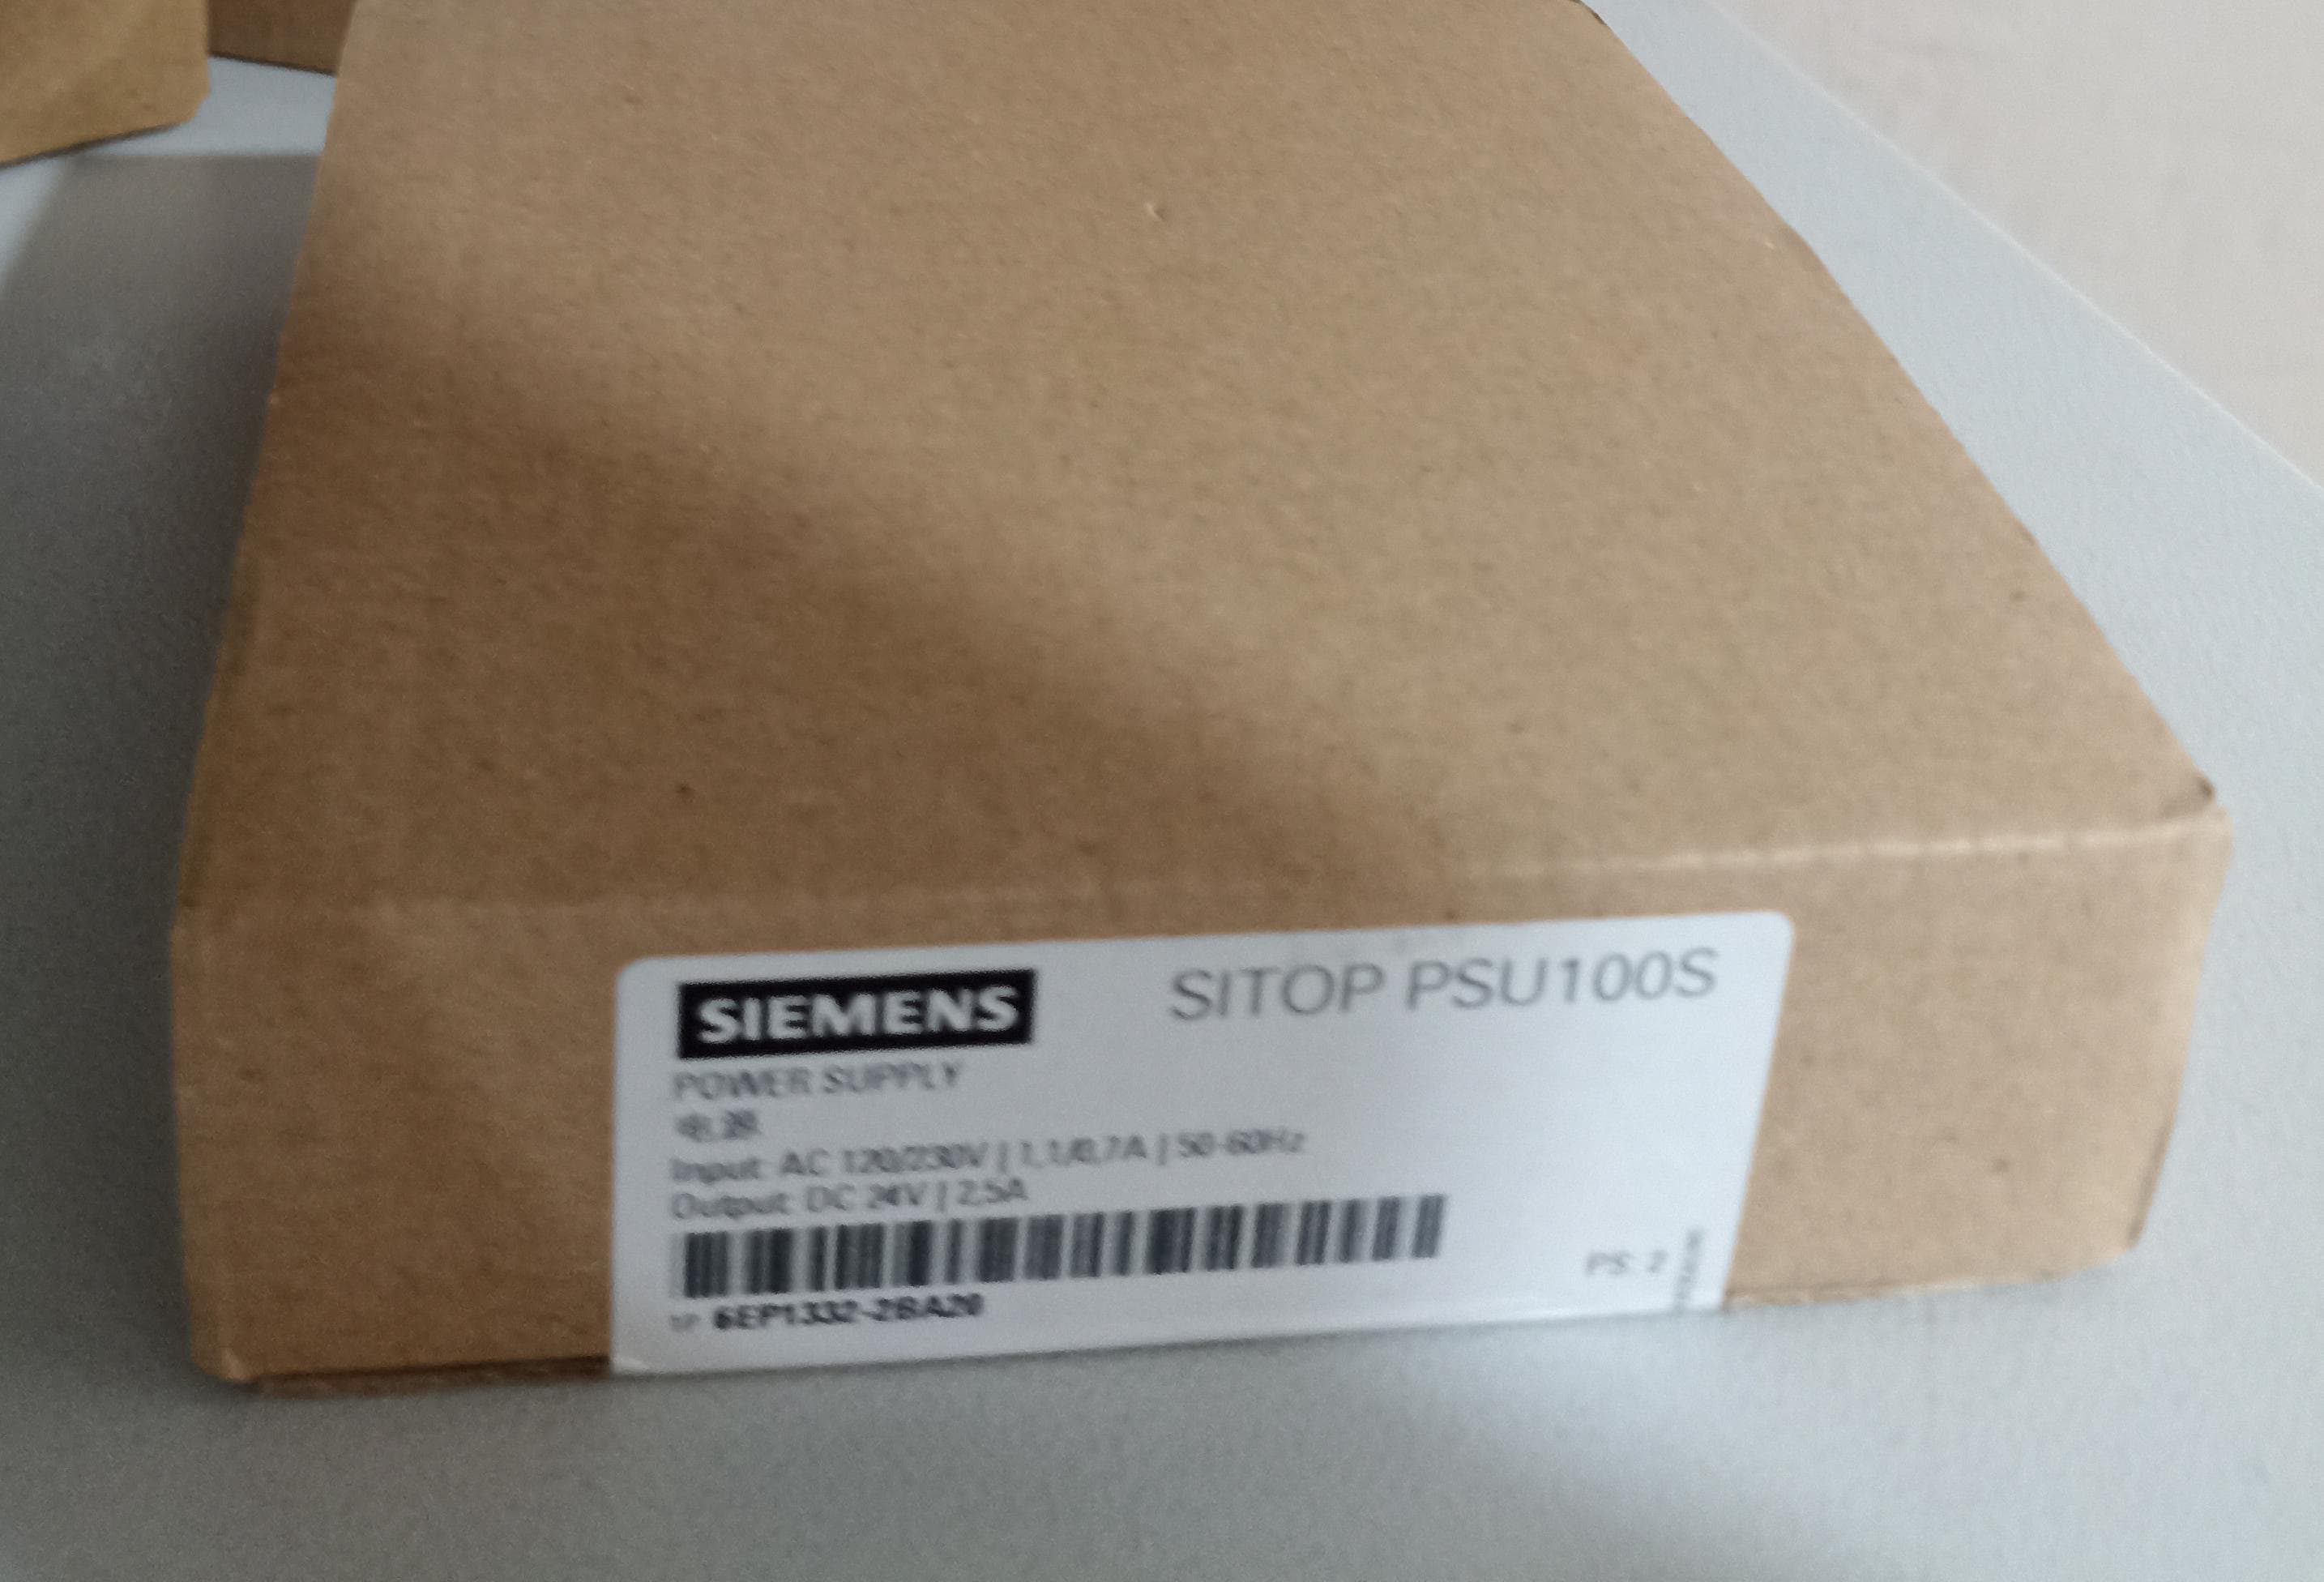 SIEMENS
SITOP PSU100S
POWER SUPPLY
电源
Input: AC 120/230V | 1,1/0,7A | 50-60Hz
Output: DC 24V | 2,5A
1P 6EP1332-2BA20
PS: 2